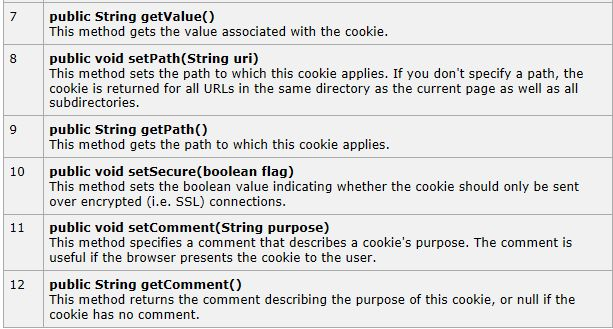 7 public String getValue()
This method gets the value associated with the cookie.
8 public void setPath(String uri)
This method sets the path to which this cookie applies. If you don't specify a path, the
cookie is returned for all URLs in the same directory as the current page as well as all
subdirectories.
9 public String getPath()
This method gets the path to which this cookie applies.
10 public void setSecure(boolean flag)
This method sets the boolean value indicating whether the cookie should only be sent
over encrypted (i.e. SSL) connections.
11 public void setComment(String purpose)
This method specifies a comment that describes a cookie's purpose. The comment is
useful if the browser presents the cookie to the user.
12 public String getComment()
This method returns the comment describing the purpose of this cookie, or null if the
cookie has no comment.